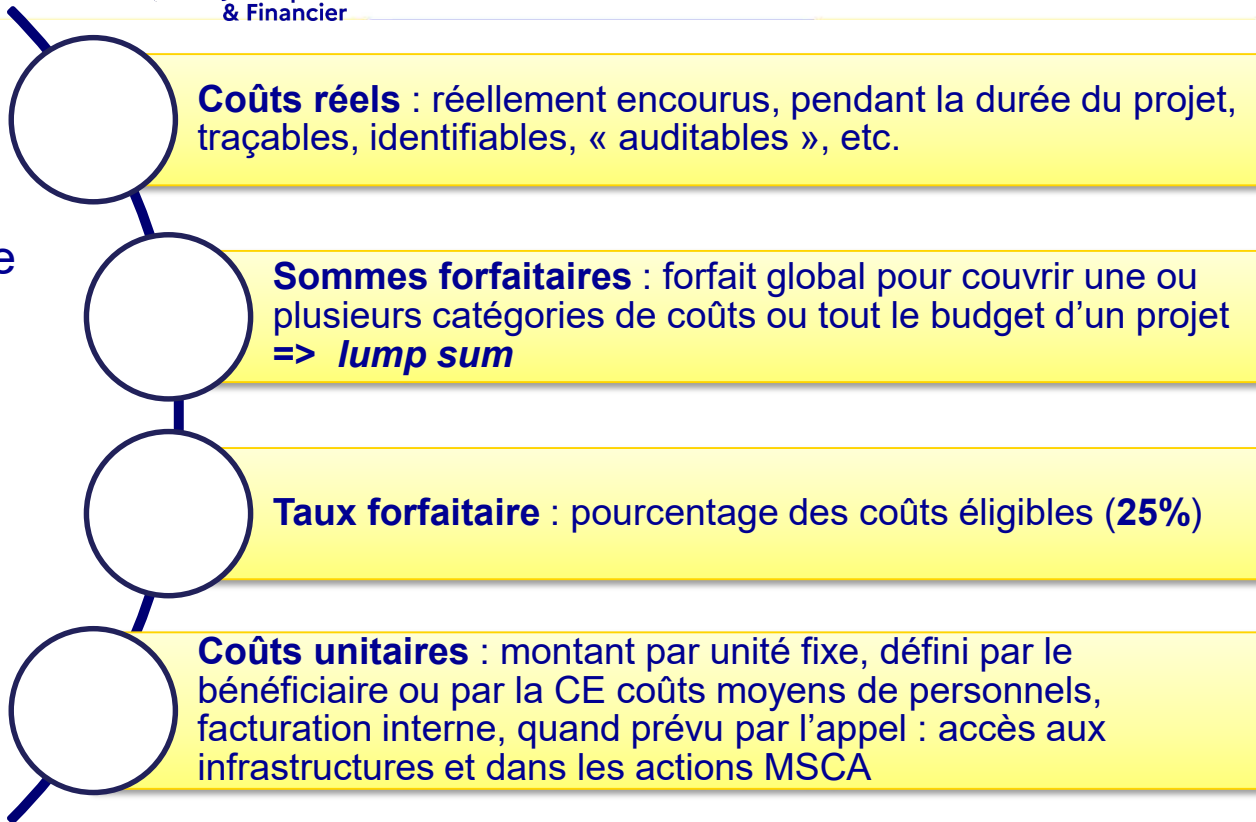 & Financier
Coûts réels : réellement encourus, pendant la durée du projet,
traçables, identifiables, « auditables », etc.
e
Sommes forfaitaires : forfait global pour couvrir une ou
plusieurs catégories de coûts ou tout le budget d’un projet
=> lump sum
Taux forfaitaire : pourcentage des coûts éligibles (25%)
Coûts unitaires : montant par unité fixe, défini par le
bénéficiaire ou par la CE coûts moyens de personnels,
facturation interne, quand prévu par l’appel : accès aux
infrastructures et dans les actions MSCA